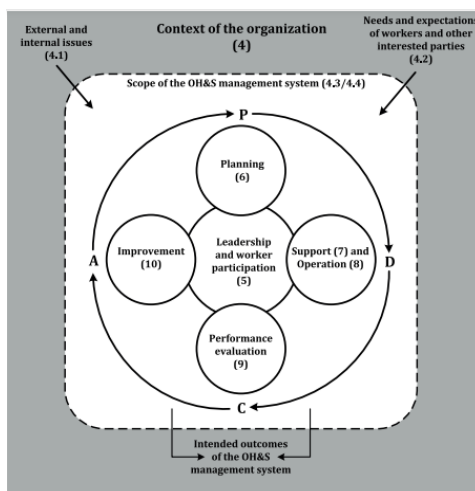 External and
internal issues
(4.1)
Context of the organization
(4)
Needs and expectations
of workers and other
interested parties
(4.2)
Scope of the OH&S management system (4.3/4.4)
P
Planning
(6)
A
Improvement
(10)
Leadership
and worker
participation
(5)
Support (7) and
Operation (8)
D
Performance
evaluation
(9)
C
Intended outcomes
of the OH&S
management system